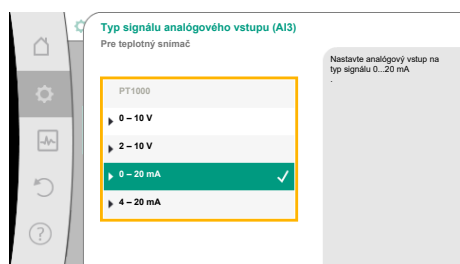 Typ signálu analógového vstupu (AI3)
Pre teplotný snímač
PT1000
0 – 10 V
2 – 10 V
0 – 20 mA
4 – 20 mA
Nastavte analógový vstup na
typ signálu 0...20 mA
.
?